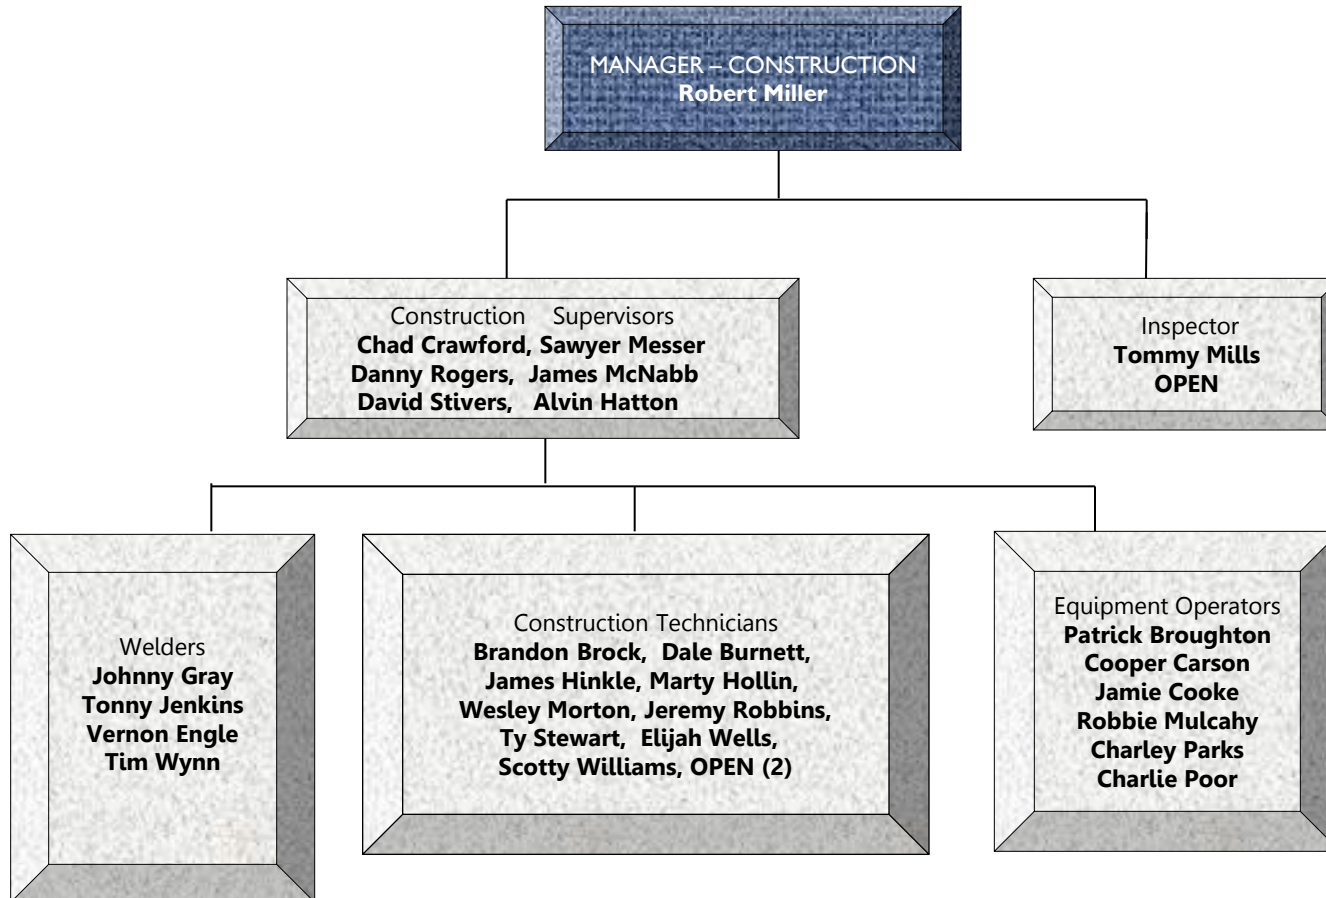 MANAGER – CONSTRUCTION
Robert Miller
Construction Supervisors
Chad Crawford, Sawyer Messer
Danny Rogers, James McNabb
David Stivers, Alvin Hatton
Inspector
Tommy Mills
OPEN
Welders
Johnny Gray
Tonny Jenkins
Vernon Engle
Tim Wynn
Construction Technicians
Brandon Brock, Dale Burnett,
James Hinkle, Marty Hollin,
Wesley Morton, Jeremy Robbins,
Ty Stewart, Elijah Wells,
Scotty Williams, OPEN (2)
Equipment Operators
Patrick Broughton
Cooper Carson
Jamie Cooke
Robbie Mulcahy
Charley Parks
Charlie Poor